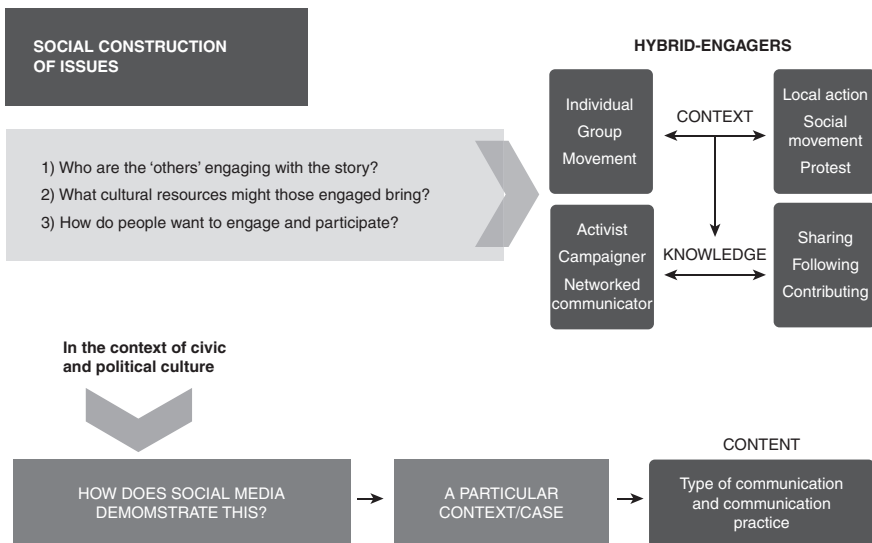 SOCIAL CONSTRUCTION
OF ISSUES
1) Who are the ‘others’ engaging with the story?
2) What cultural resources might those engaged bring?
3) How do people want to engage and participate?
HYBRID-ENGAGERS
Individual
Group
Movement
CONTEXT
Local action
Social
movement
Protest
Activist
Campaigner
Networked
communicator
KNOWLEDGE
Sharing
Following
Contributing
In the context of civic
and political culture
HOW DOES SOCIAL MEDIA
DEMOMSTRATE THIS?
A PARTICULAR
CONTEXT/CASE
CONTENT
Type of communication
and communication
practice